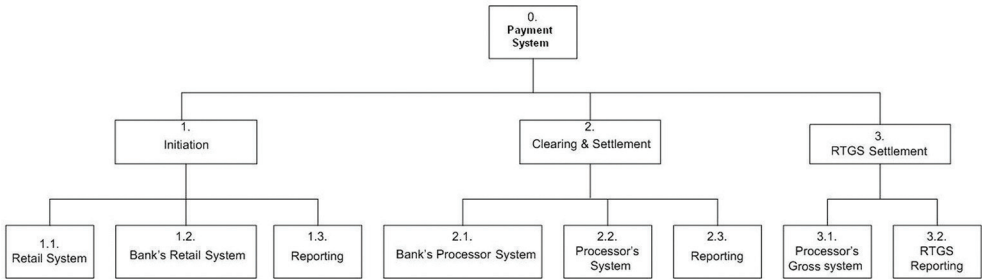 0.
Payment
System
1.
Initiation
2.
Clearing & Settlement
3.
RTGS Settlement
1.1.
Retail System
1.2.
Bank's Retail System
1.3.
Reporting
2.1.
Bank's Processor System
2.2.
Processor's
System
2.3.
Reporting
3.1.
Processor's
Gross system
3.2.
RTGS
Reporting